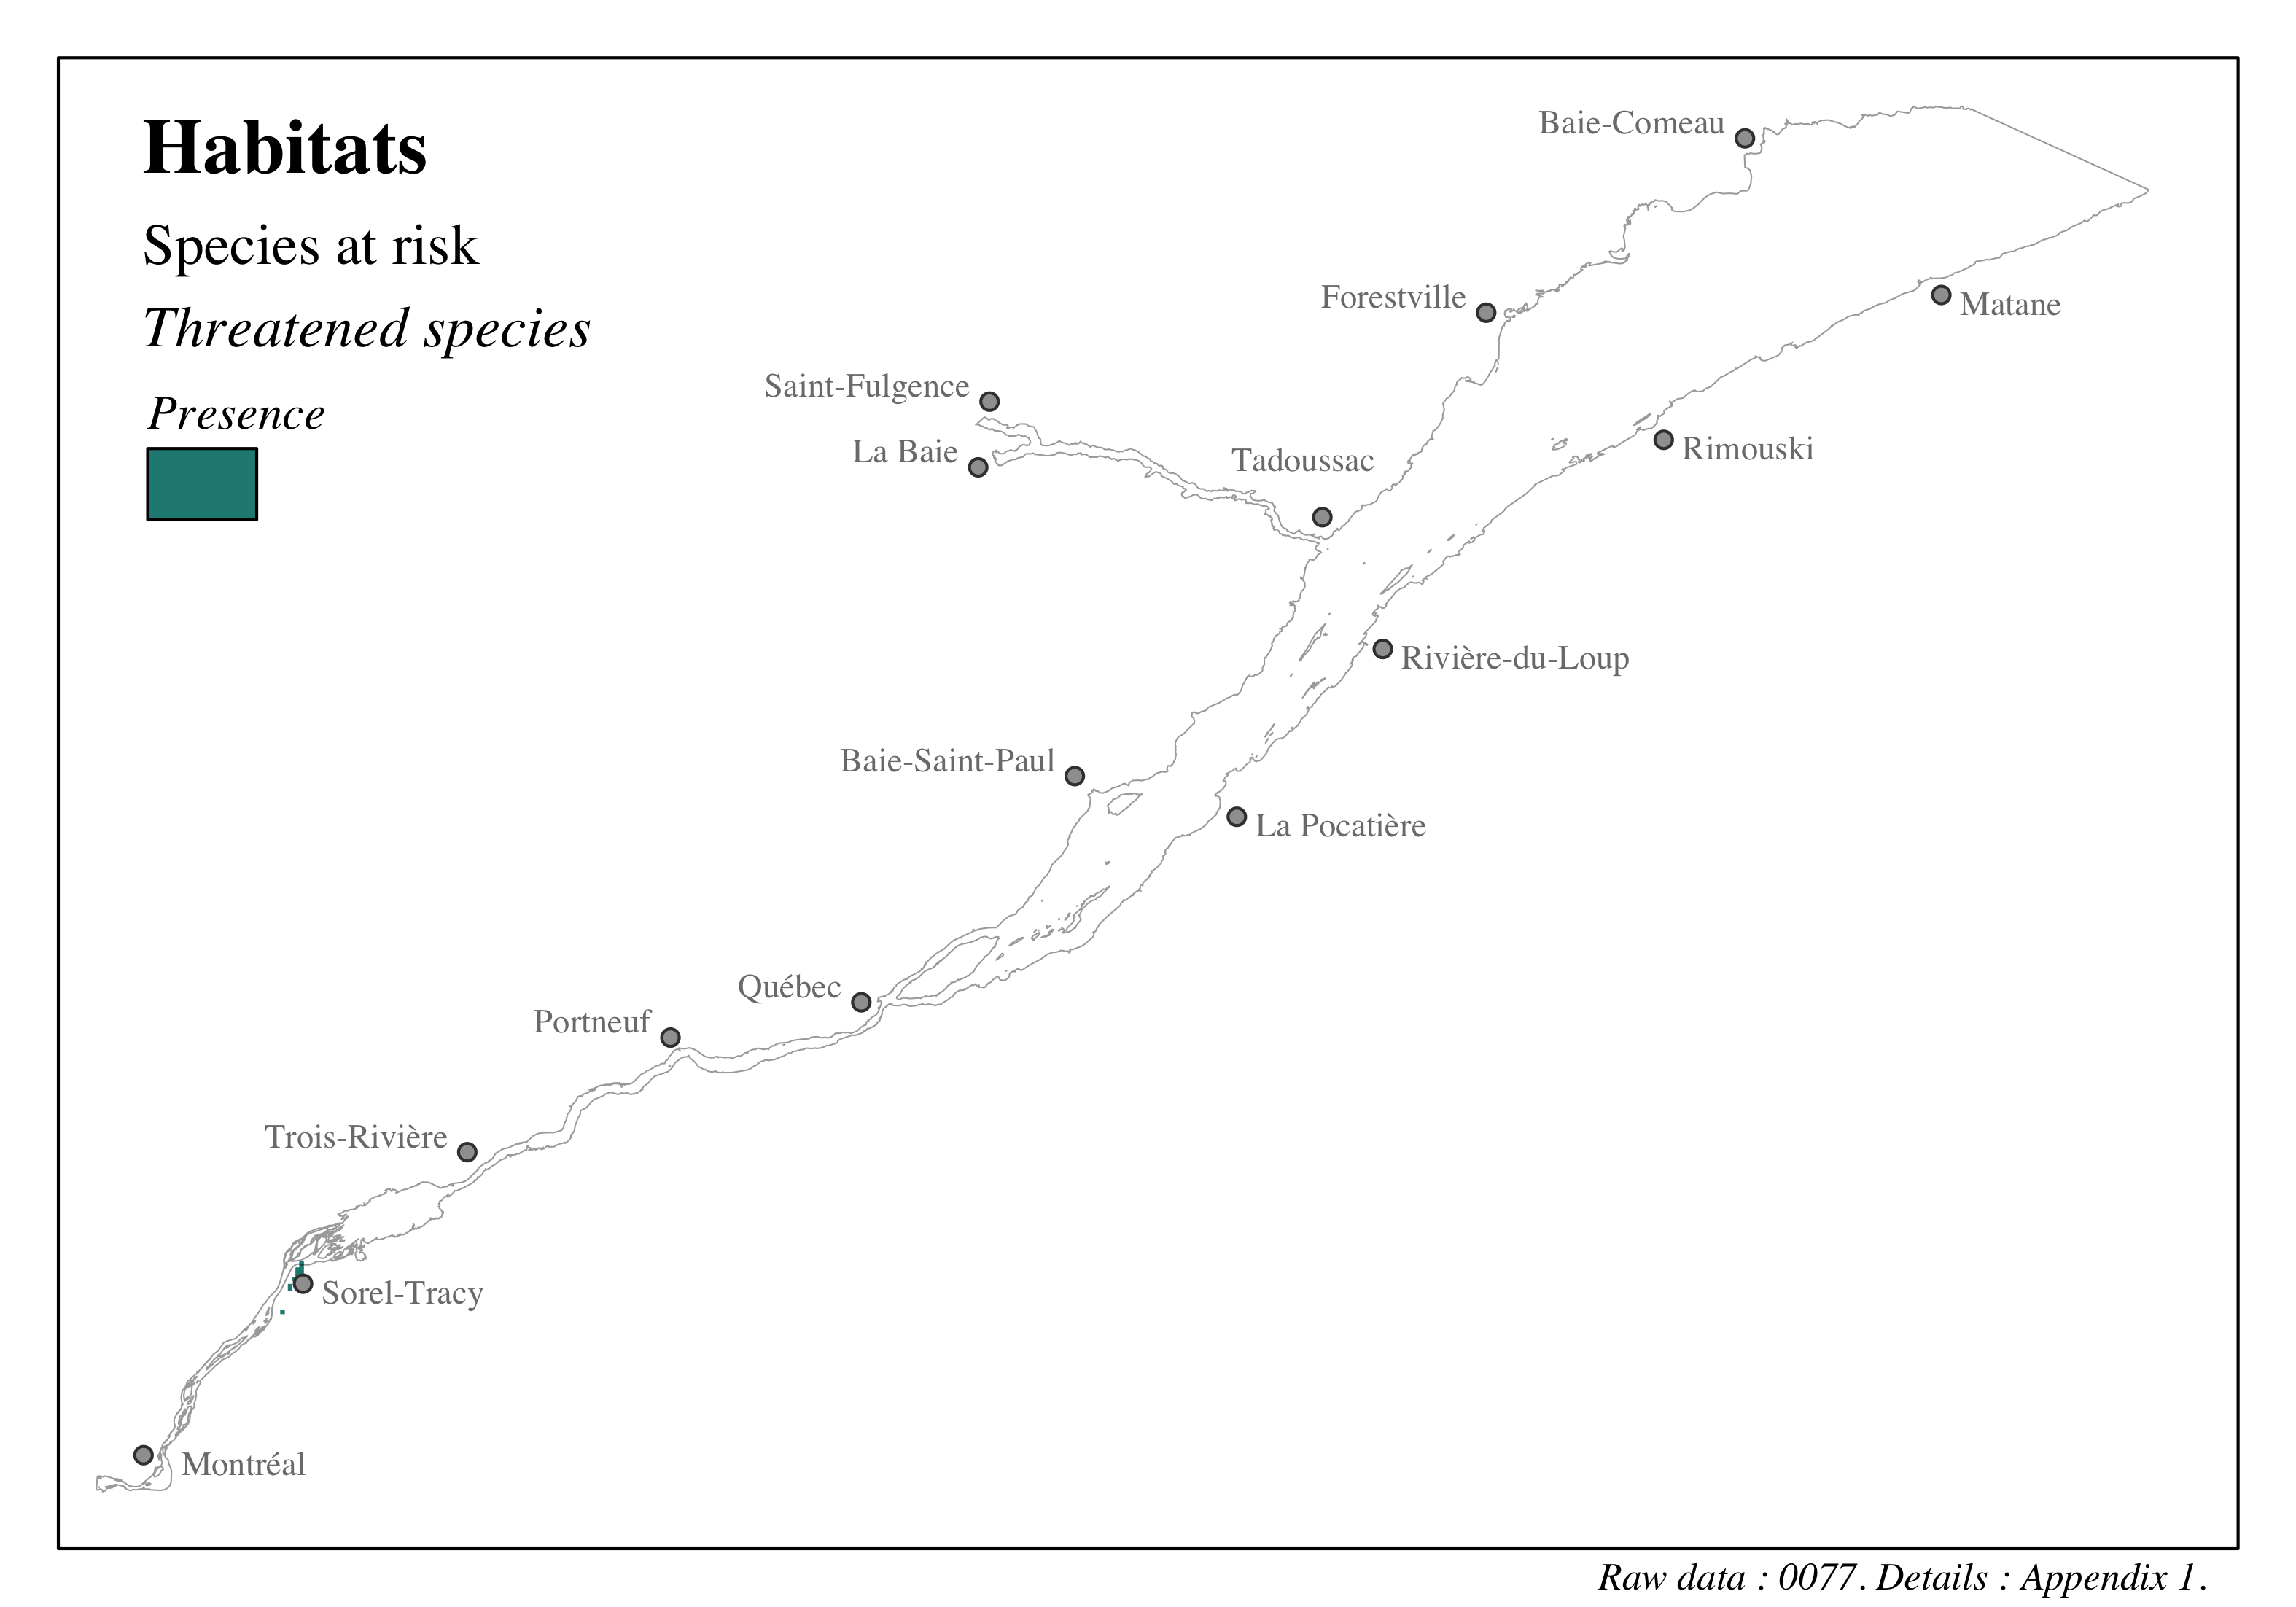 Habitats
Species at risk
Threatened species
Presence
Baie-Comeau
Forestville
Matane
Saint-Fulgence
La Baie
Tadoussac
Rimouski
Rivière-du-Loup
Baie-Saint-Paul
La Pocatière
Québec
Portneuf
Trois-Rivière
Sorel-Tracy
Montréal
Raw data : 0077. Details : Appendix 1.